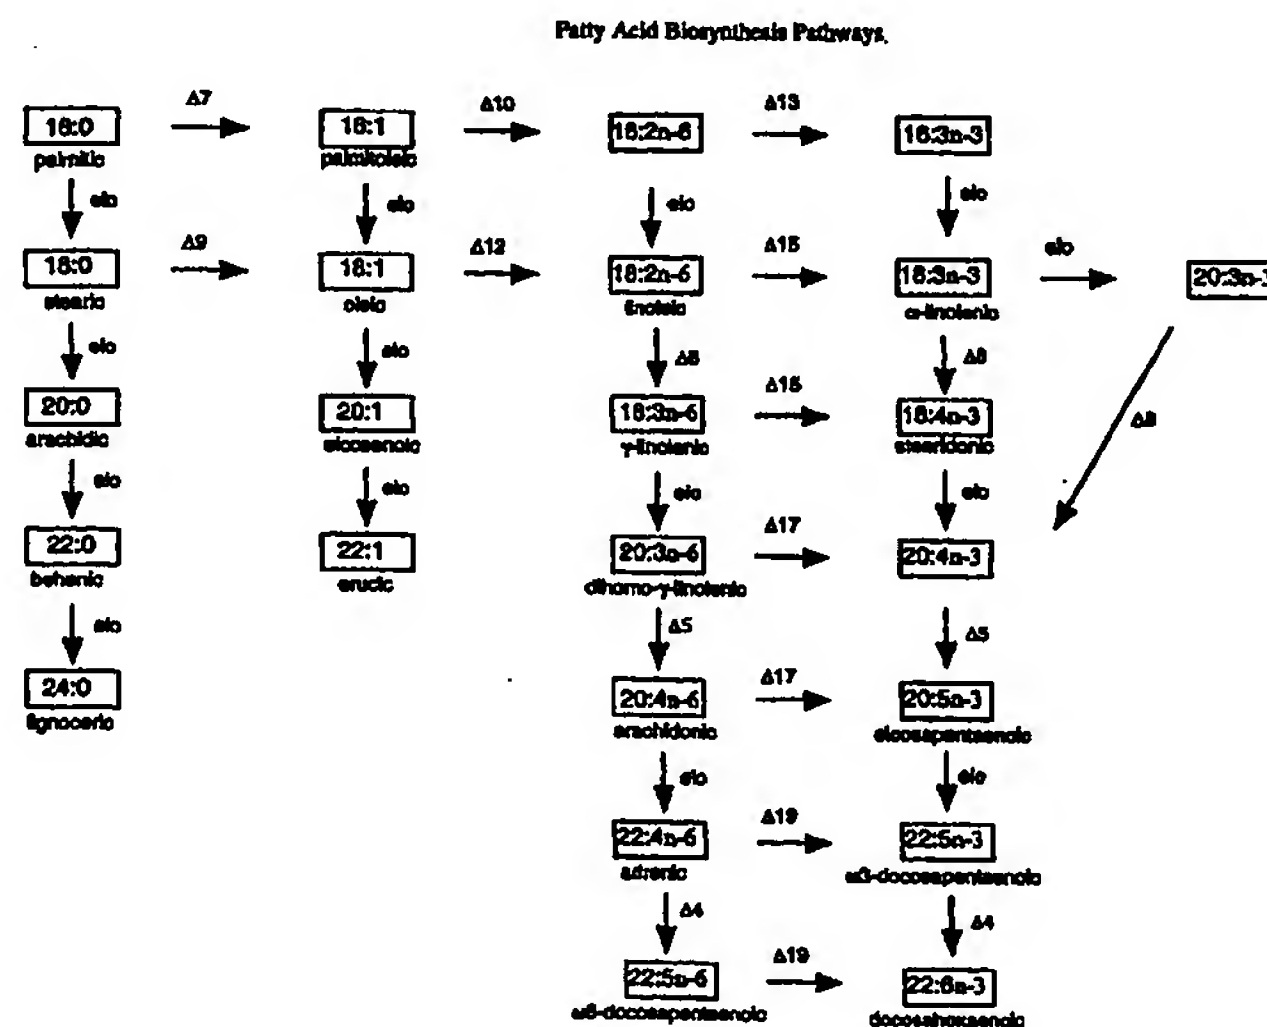 Fatty Acid Biosynthesis Pathways.
Δ7 Δ10 Δ13
16:0 16:1 16:2n-6 16:3n-3
palmitic palmitoleic
elo elo elo elo
Δ9 Δ12 Δ15 elo
18:0 18:1 18:2n-6 18:3n-3 20:3n-3
stearic oleic linoleic α-linolenic
elo elo Δ6 Δ6
Δ15 Δ8
20:0 20:1 18:3n-6 18:4n-3
arachidic eicosenoic γ-linolenic stearidonic
elo elo elo elo
Δ17
22:0 22:1 20:3n-6 20:4n-3
behenic erucic dihomo-γ-linolenic
elo Δ5 Δ5
Δ17
24:0 20:4n-6 20:5n-3
lignoceric arachidonic eicosapentaenoic
elo elo
Δ19
22:4n-6 22:5n-3
adrenic ω3-docosapentaenoic
Δ4 Δ4
Δ19
22:5n-6 22:6n-3
ω6-docosapentaenoic docosahexaenoic